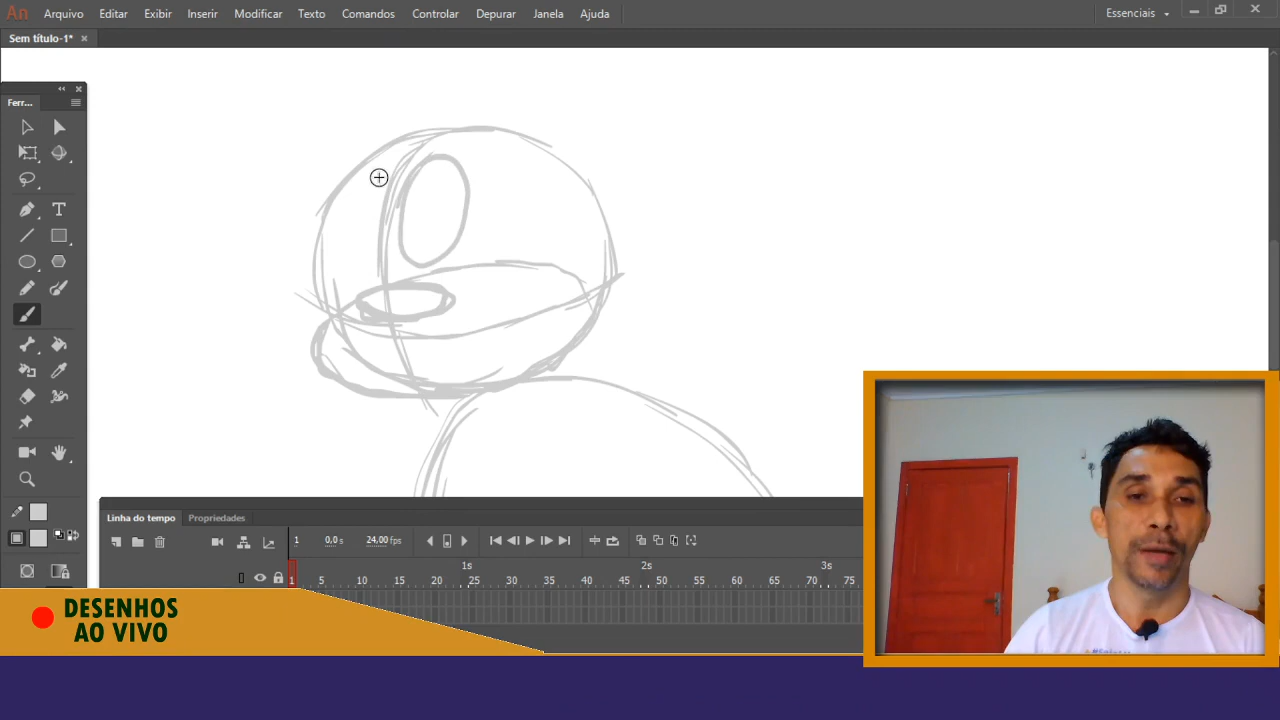 An Arquivo Editar Exibir Inserir Modificar Texto Comandos Controlar Depurar Janela Ajuda Essenciais
Sem título-1*
Ferr...
T
Linha do tempo Propriedades
1 0,0 s 24,00 fps
1s 2s 3s
1 5 10 15 20 25 30 35 40 45 50 55 60 65 70 75
DESENHOS
AO VIVO